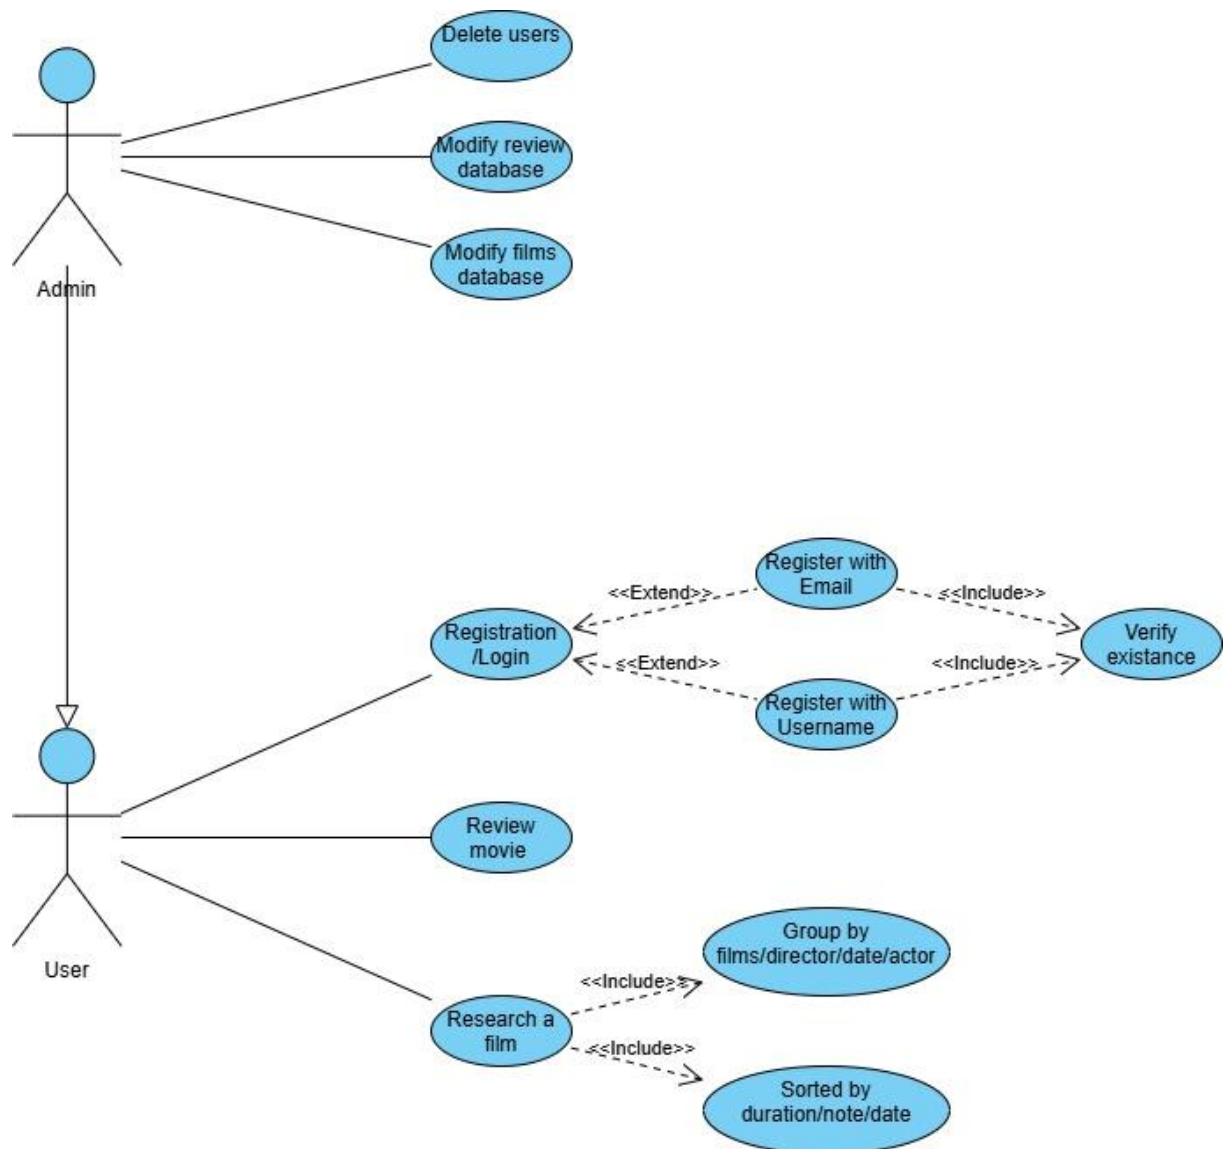 Delete users
Modify review
database
Modify films
database
Admin
Register with
Email
<<Extend>>
<<Include>>
Registration
/Login
Verify
existance
<<Extend>>
<<Include>>
Register with
Username
Review
movie
User
Group by
films/director/date/actor
<<Include>>
Research a
film
<<Include>>
Sorted by
duration/note/date